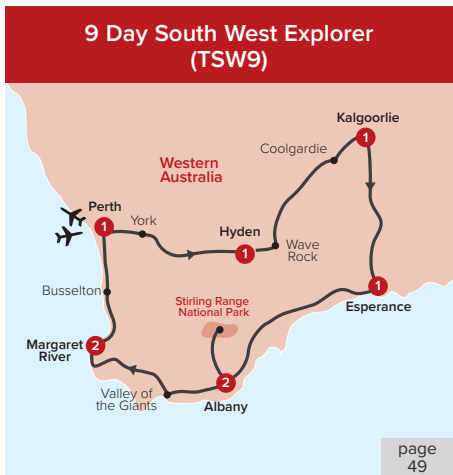 9 Day South West Explorer
(TSW9)
Kalgoorlie
1
Coolgardie
Western
Australia
Perth
1
York
Hyden
1
Wave
Rock
Busselton
1
Esperance
Stirling Range
National Park
Margaret
River
2
2
Valley of
the Giants
Albany
page
49